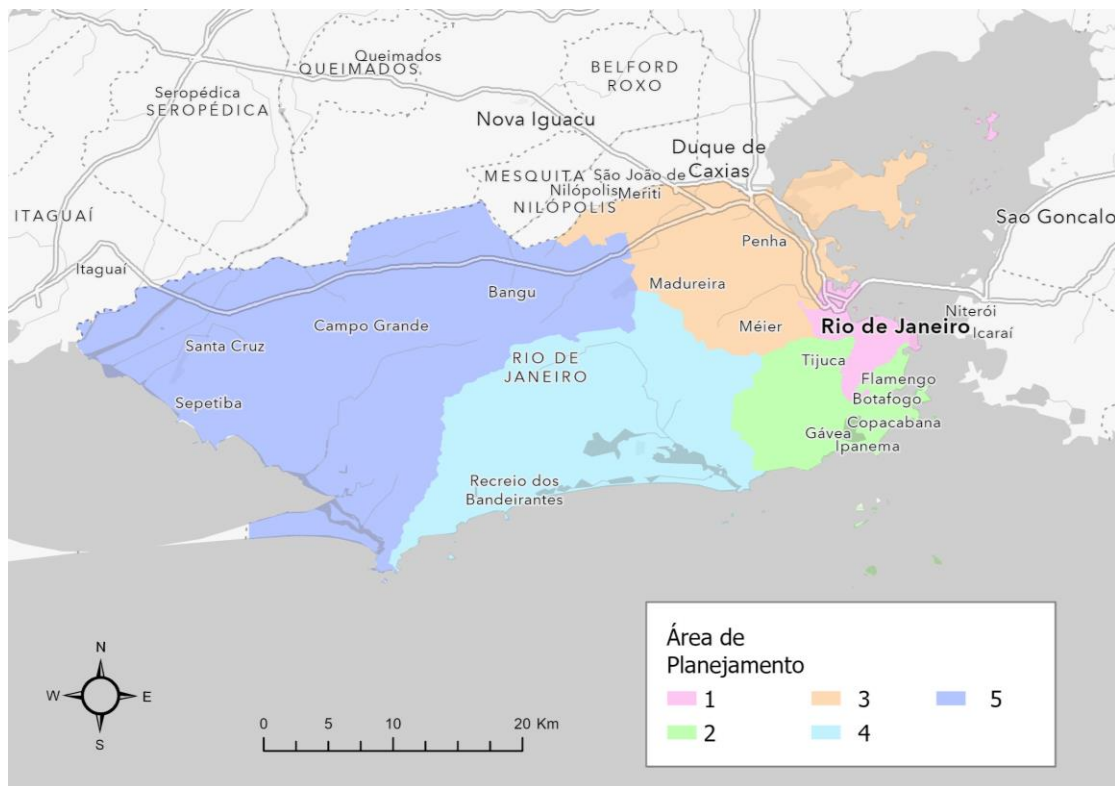 Queimados
QUEIMADOS
BELFORD
ROXO
Seropédica
SEROPÉDICA
Nova Iguacu
Duque de
Caxias
MESQUITA
São João de
Meriti
Nilópolis
NILÓPOLIS
ITAGUAÍ
Sao Goncalo
Penha
Itaguaí
Bangu
Madureira
Niterói
Icaraí
Campo Grande
Méier
Rio de Janeiro
Santa Cruz
RIO DE
JANEIRO
Tijuca
Flamengo
Botafogo
Sepetiba
Copacabana
Gávea
Ipanema
Recreio dos
Bandeirantes
Área de
Planejamento
1
3
5
2
4
N
W
E
S
0 5 10 20 Km